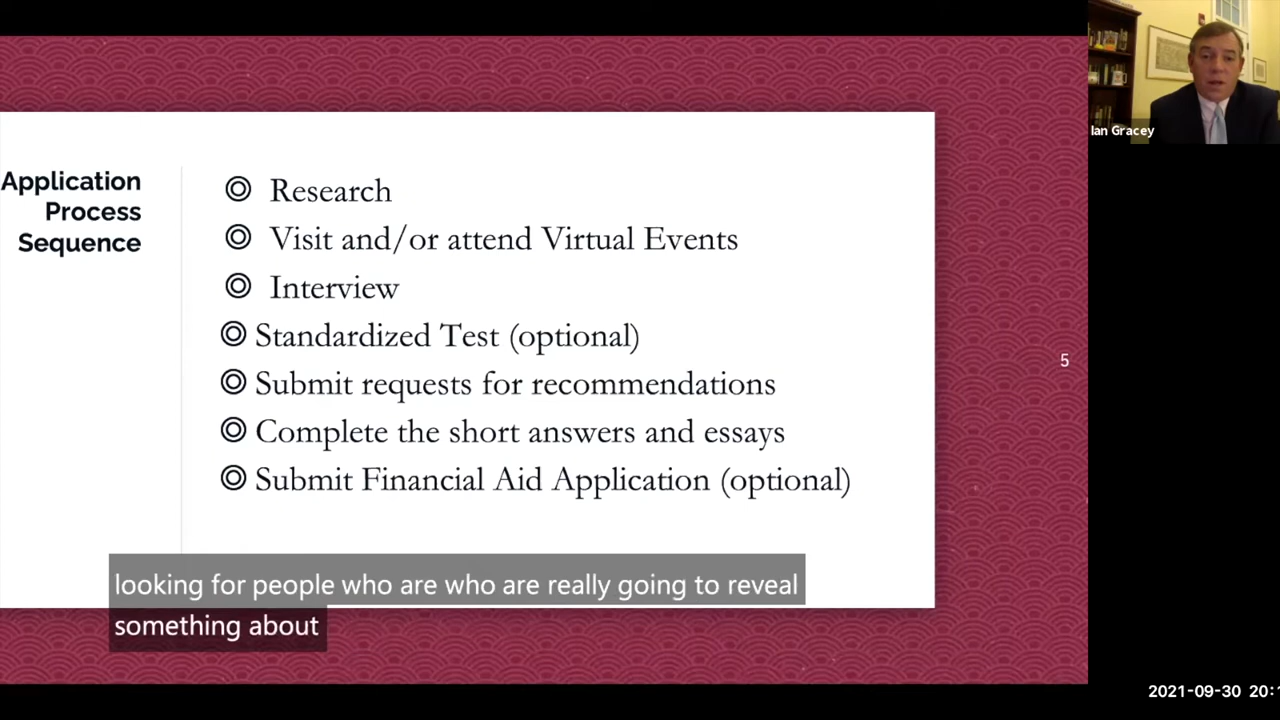 Application
Process
Sequence
Research
Visit and/or attend Virtual Events
Interview
Standardized Test (optional)
Submit requests for recommendations
Complete the short answers and essays
Submit Financial Aid Application (optional)
5
looking for people who are who are really going to reveal
something about
Ian Gracey
2021-09-30 20: